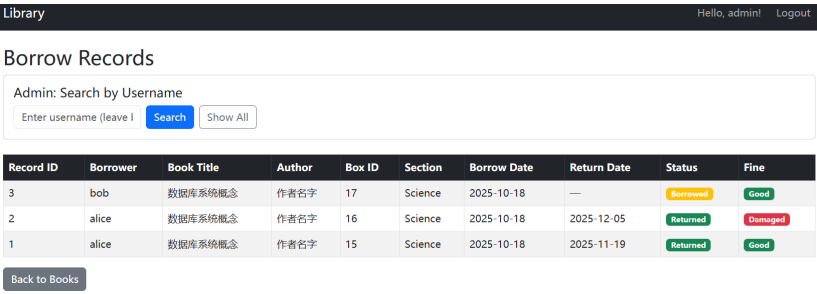 Library Hello, admin! Logout
Borrow Records
Admin: Search by Username
Enter username (leave Search Show All
Record ID Borrower Book Title Author Box ID Section Borrow Date Return Date Status Fine
3 bob 数据库系统概念 作者名字 17 Science 2025-10-18 — Borrowed Good
2 alice 数据库系统概念 作者名字 16 Science 2025-10-18 2025-12-05 Returned Damaged
1 alice 数据库系统概念 作者名字 15 Science 2025-10-18 2025-11-19 Returned Good
Back to Books